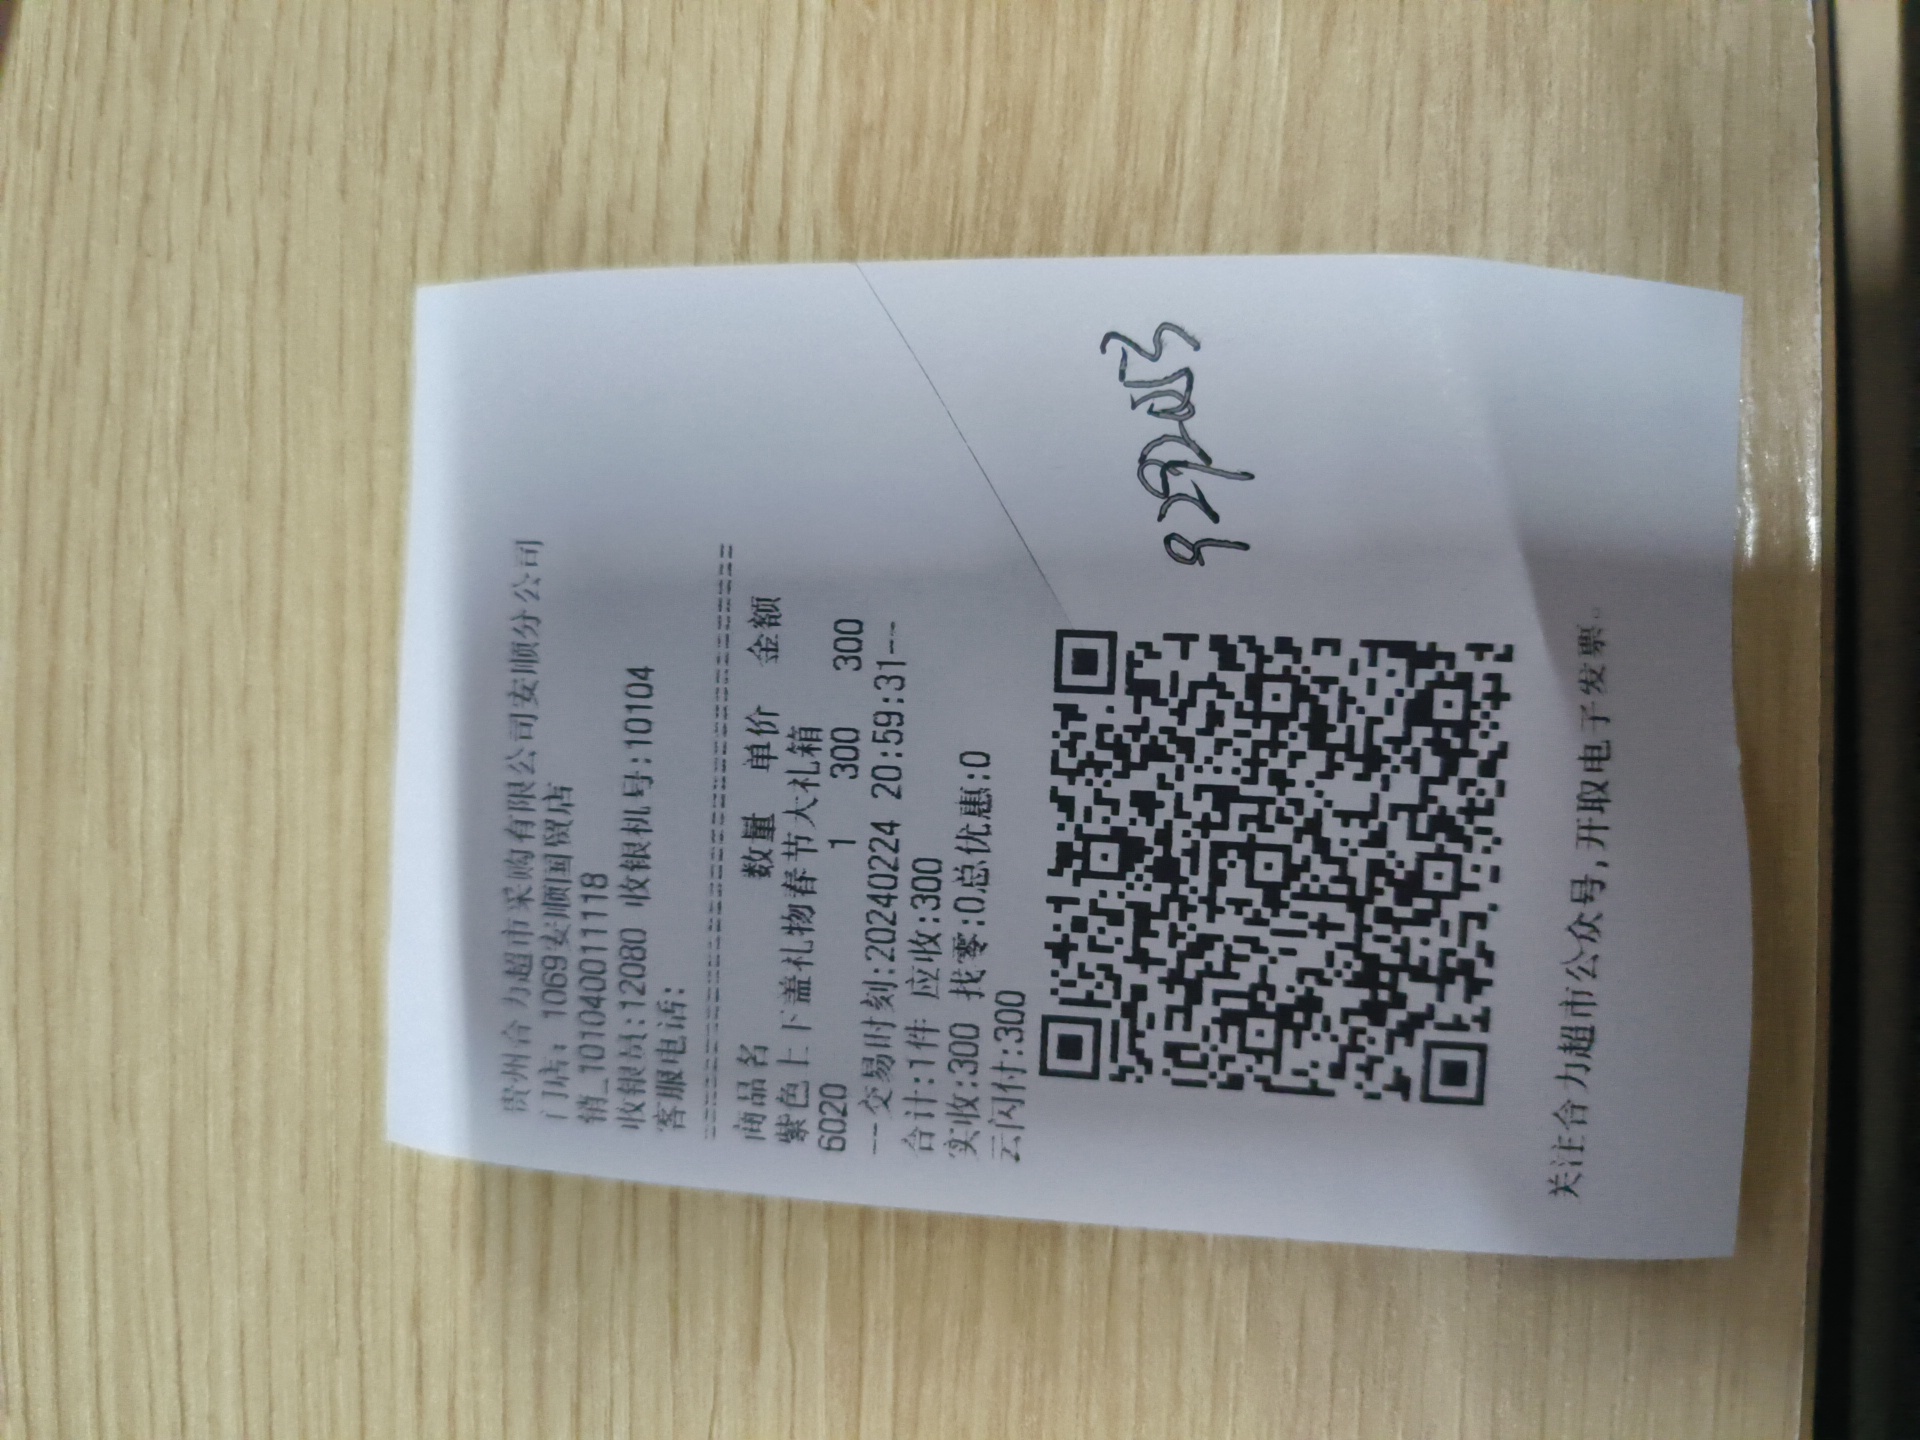 贵州合力超市采购有限公司安顺分公司
门店: 1069安顺国贸店
销_1010400011118
收银员:12080 收银机号:10104
客服电话:
商品名 数量 单价 金额
紫色上下盖礼物春节大礼箱
6020 1 300 300
--交易时刻:20240224 20:59:31--
合计:1件 应收:300
实收:300 找零:0总优惠:0
云闪付:300
关注合力超市公众号,开取电子发票。